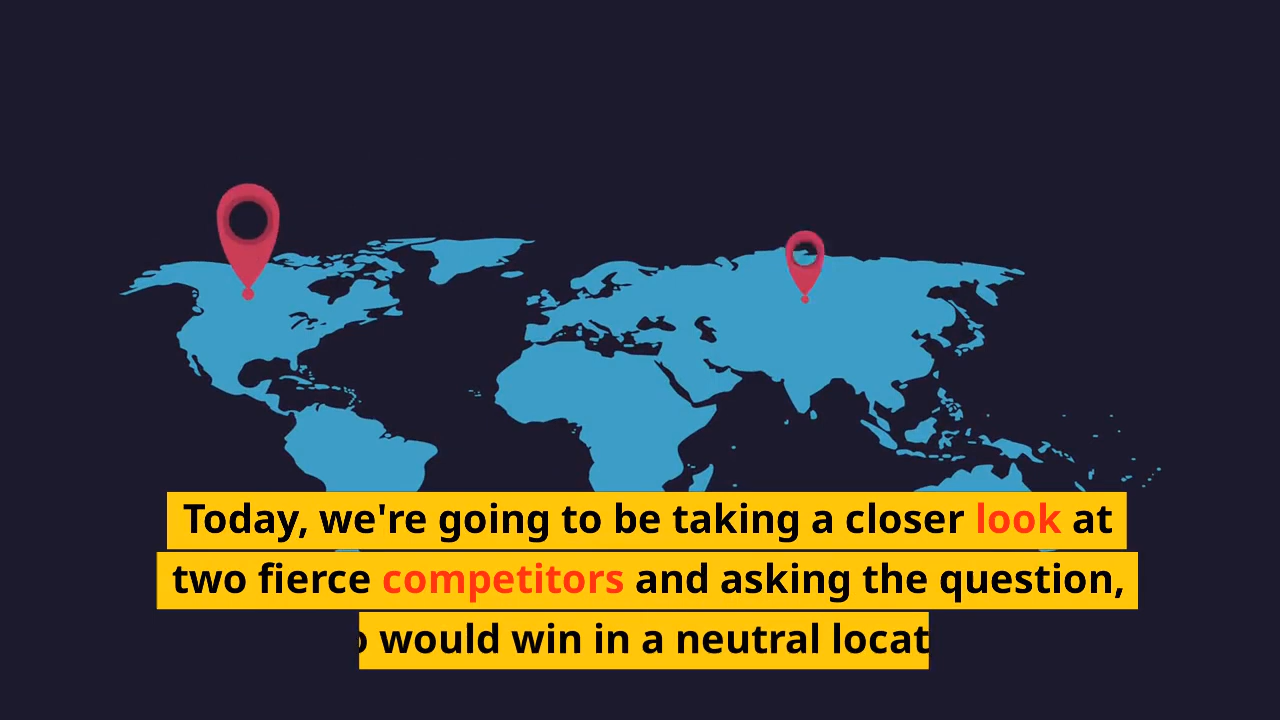 Today, we're going to be taking a closer look at
two fierce competitors and asking the question,
would win in a neutral